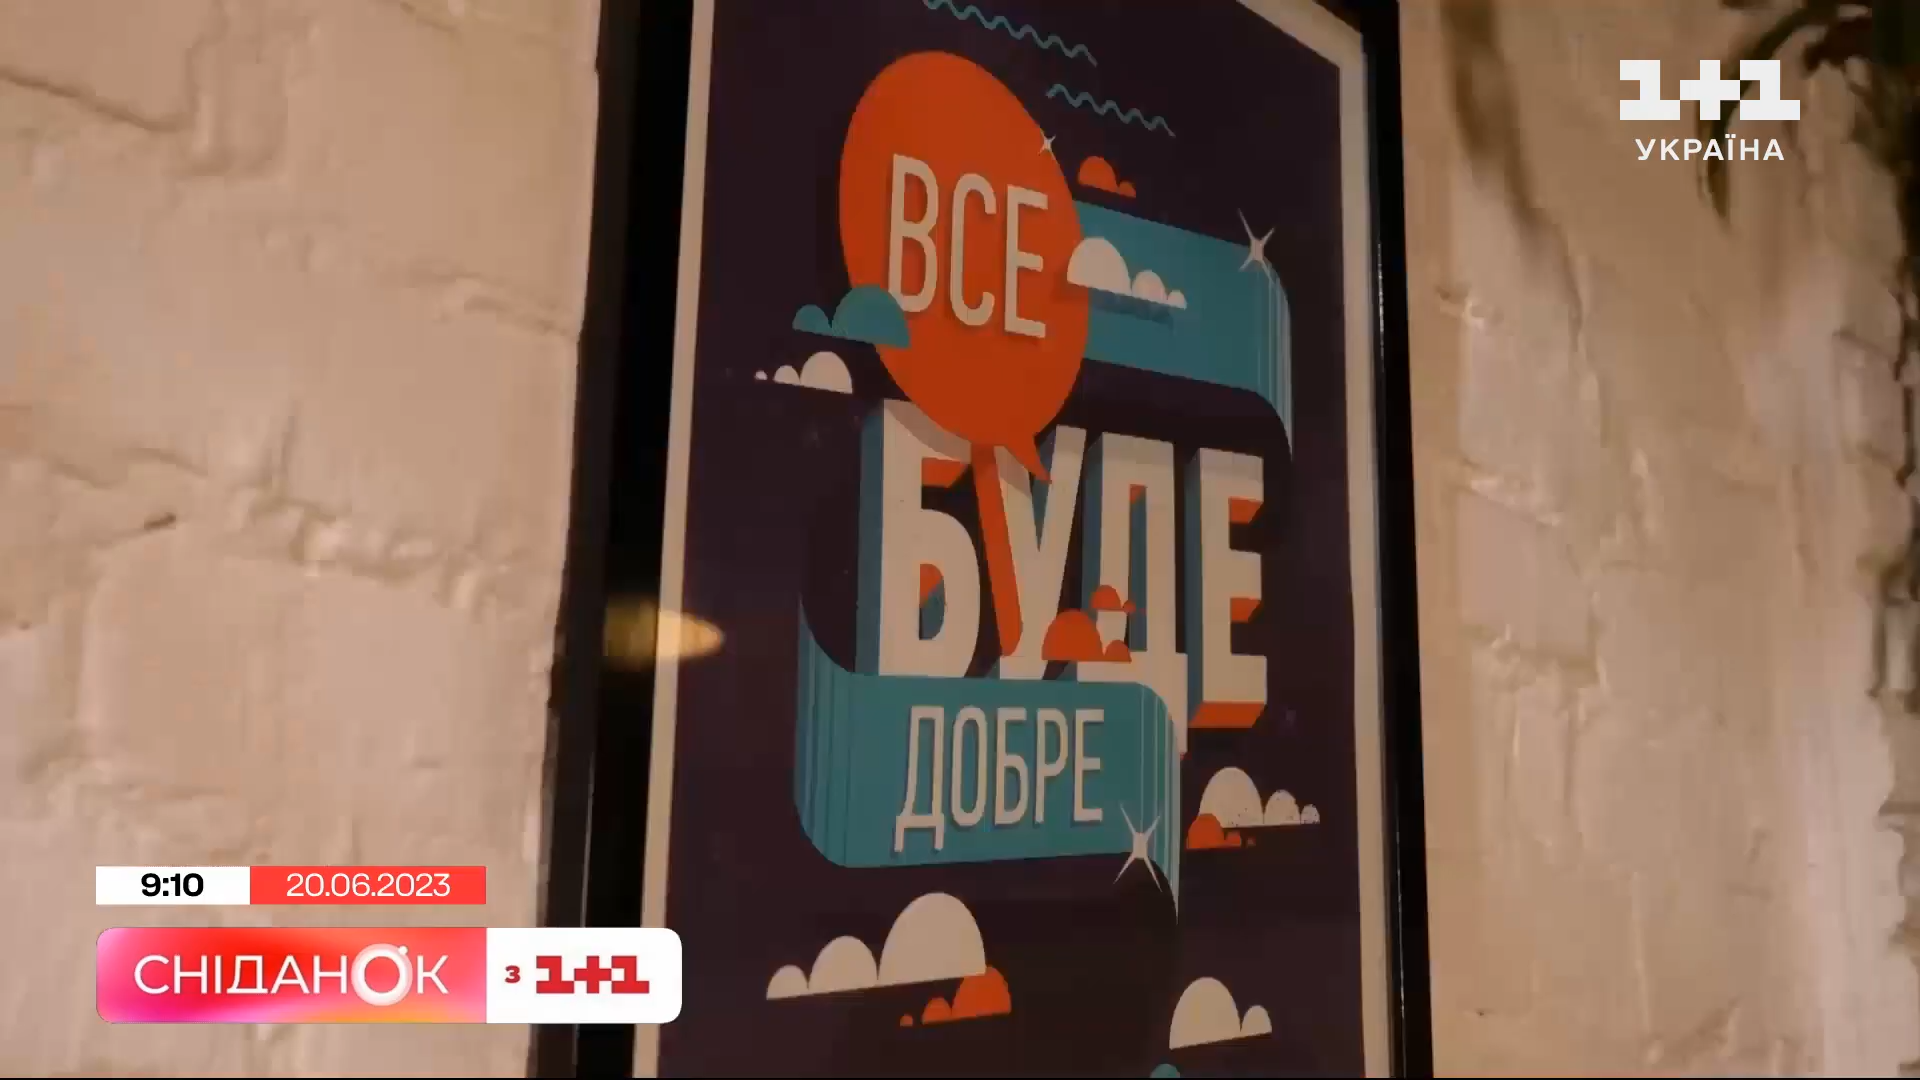 1+1
УКРАЇНА
ВСЕ
БУДЕ
ДОБРЕ
9:10 20.06.2023
СНІДАНОК з 1+1